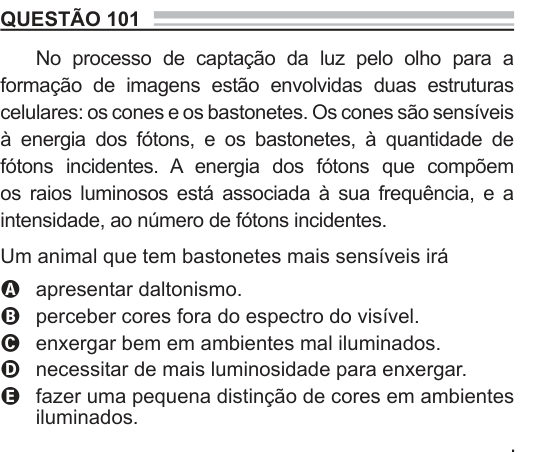 QUESTÃO 101
No processo de captação da luz pelo olho para a
formação de imagens estão envolvidas duas estruturas
celulares: os cones e os bastonetes. Os cones são sensíveis
à energia dos fótons, e os bastonetes, à quantidade de
fótons incidentes. A energia dos fótons que compõem
os raios luminosos está associada à sua frequência, e a
intensidade, ao número de fótons incidentes.
Um animal que tem bastonetes mais sensíveis irá
A apresentar daltonismo.
B perceber cores fora do espectro do visível.
C enxergar bem em ambientes mal iluminados.
D necessitar de mais luminosidade para enxergar.
E fazer uma pequena distinção de cores em ambientes
iluminados.